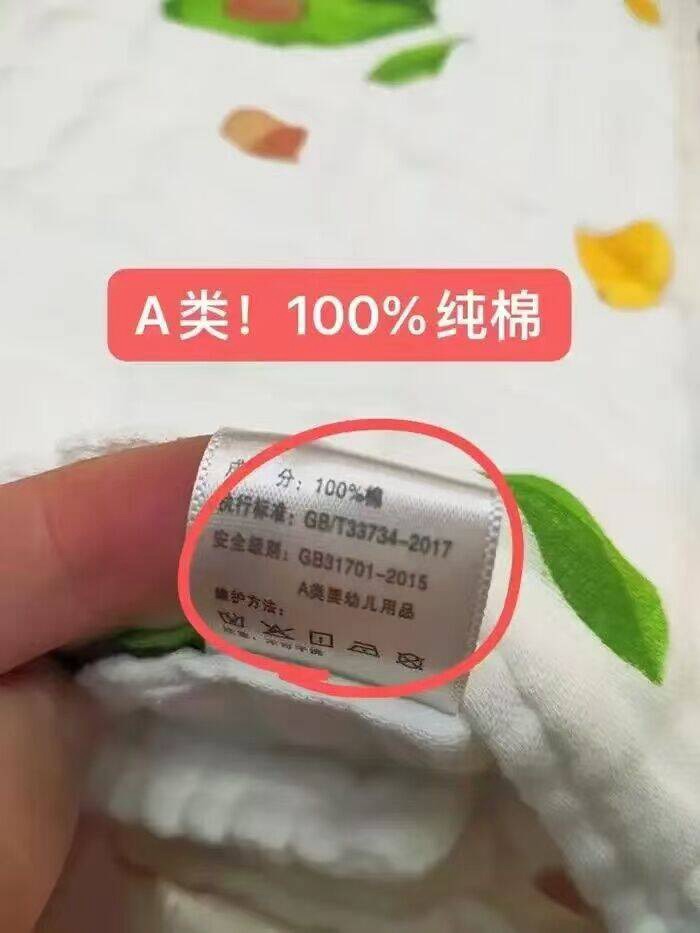 A类！100%纯棉
成 分：100%棉
执行标准：GB/T33734-2017
安全级别：GB31701-2015
A类婴幼儿用品
维护方法：